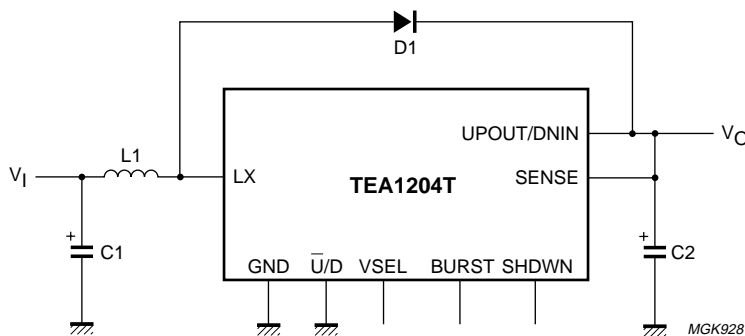 D1
UPOUT/DNIN
V_O
V_I
L1
LX
TEA1204T
SENSE
+
C1
+
C2
GND
U̅/D
VSEL
BURST
SHDWN
MGK928